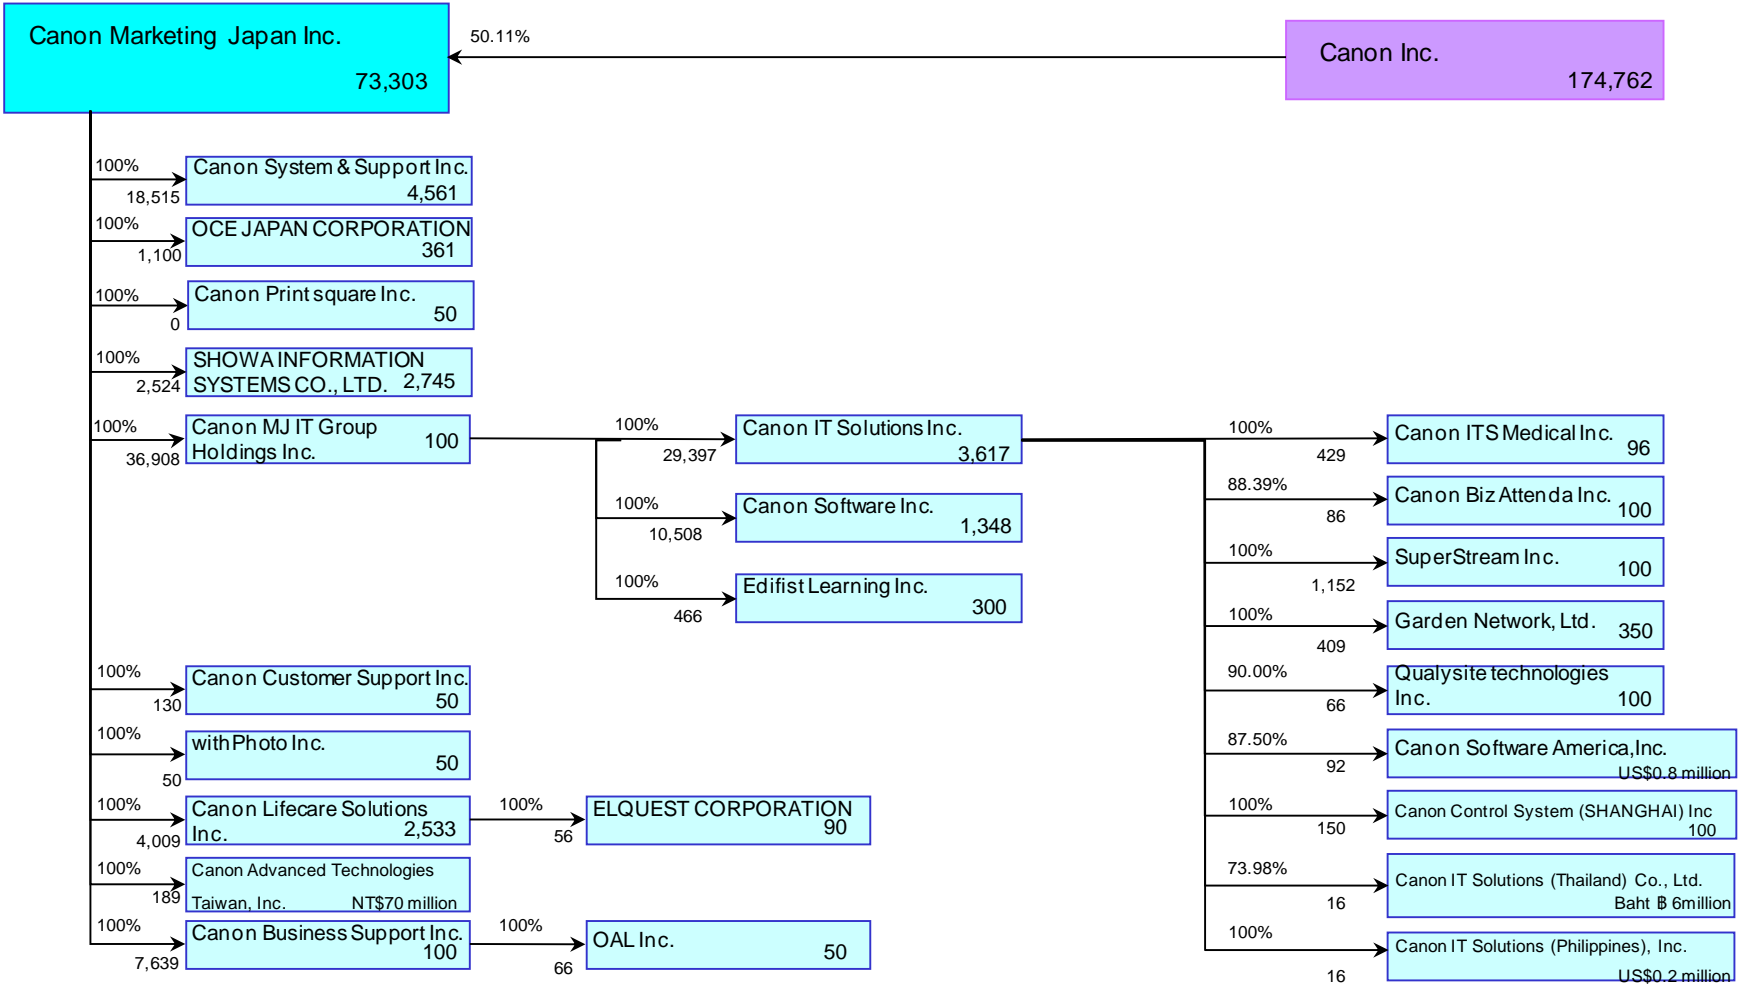 Canon Marketing Japan Inc.
73,303
50.11%
Canon Inc.
174,762
100%
18,515
Canon System & Support Inc.
4,561
100%
1,100
OCE JAPAN CORPORATION
361
100%
0
Canon Print square Inc.
50
100%
2,524
SHOWA INFORMATION
SYSTEMS CO., LTD. 2,745
100%
36,908
Canon MJ IT Group
Holdings Inc.
100
100%
29,397
Canon IT Solutions Inc.
3,617
100%
10,508
Canon Software Inc.
1,348
100%
466
Edifist Learning Inc.
300
100%
429
Canon ITS Medical Inc.
96
88.39%
86
Canon Biz Attenda Inc.
100
100%
1,152
SuperStream Inc.
100
100%
409
Garden Network, Ltd.
350
90.00%
66
Qualysite technologies
Inc.
100
87.50%
92
Canon Software America, Inc.
US$0.8 million
100%
150
Canon Control System (SHANGHAI) Inc
100
73.98%
16
Canon IT Solutions (Thailand) Co., Ltd.
Baht ฿ 6million
100%
16
Canon IT Solutions (Philippines), Inc.
US$0.2 million
100%
130
Canon Customer Support Inc.
50
100%
50
withPhoto Inc.
50
100%
4,009
Canon Lifecare Solutions
Inc.
2,533
100%
56
ELQUEST CORPORATION
90
100%
189
Canon Advanced Technologies
Taiwan, Inc. NT$70 million
100%
7,639
Canon Business Support Inc.
100
100%
66
OAL Inc.
50